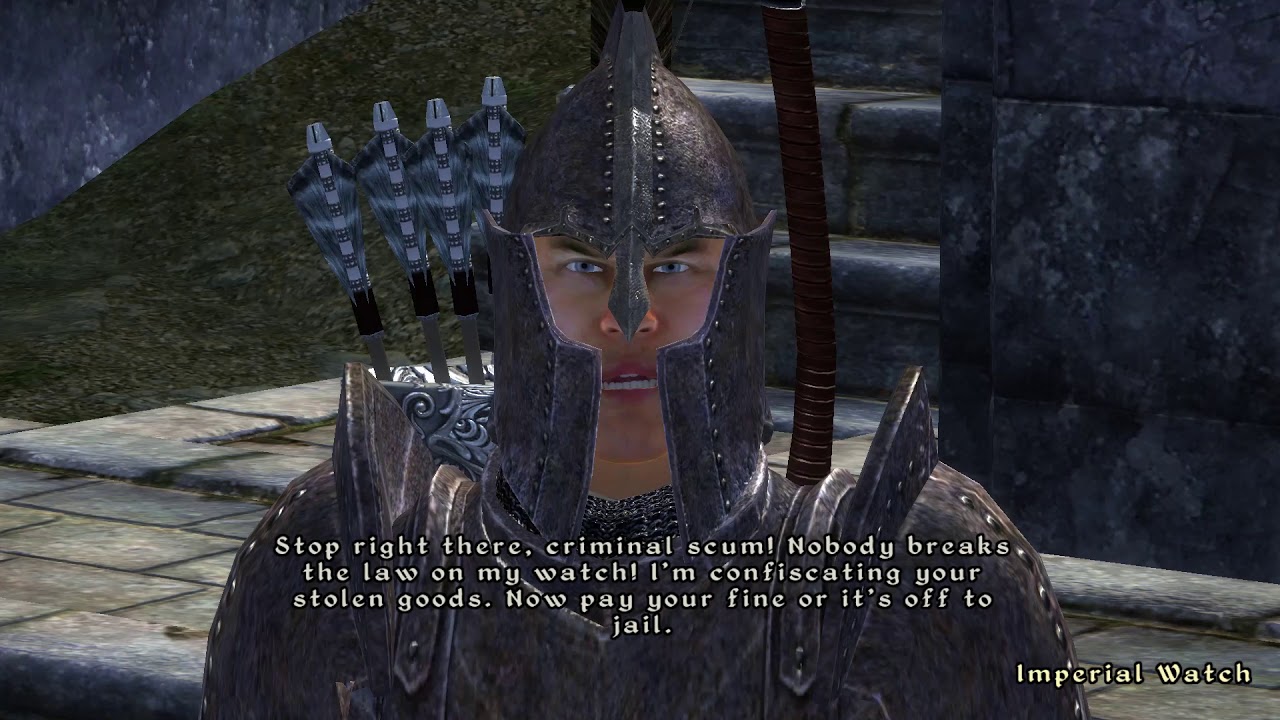 Stop right there, criminal scum! Nobody breaks
the law on my watch! I'm confiscating your
stolen goods. Now pay your fine or it's off to
jail.
Imperial Watch